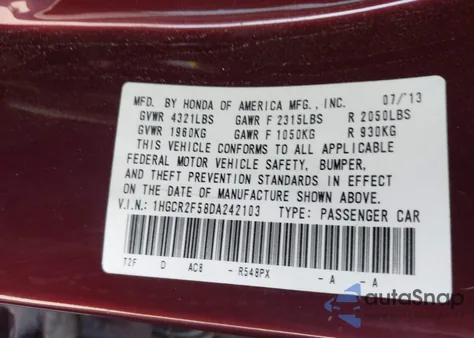 MFD. BY HONDA OF AMERICA MFG., INC. 07/13
GVWR 4321LBS GAWR F 2315LBS R 2050LBS
GVWR 1960KG GAWR F 1050KG R 930KG
THIS VEHICLE CONFORMS TO ALL APPLICABLE
FEDERAL MOTOR VEHICLE SAFETY, BUMPER,
AND THEFT PREVENTION STANDARDS IN EFFECT
ON THE DATE OF MANUFACTURE SHOWN ABOVE.
V.I.N.: 1HGCR2F58DA242103 TYPE: PASSENGER CAR
T2F D AC8 - R548PX - A - A
autoSnap